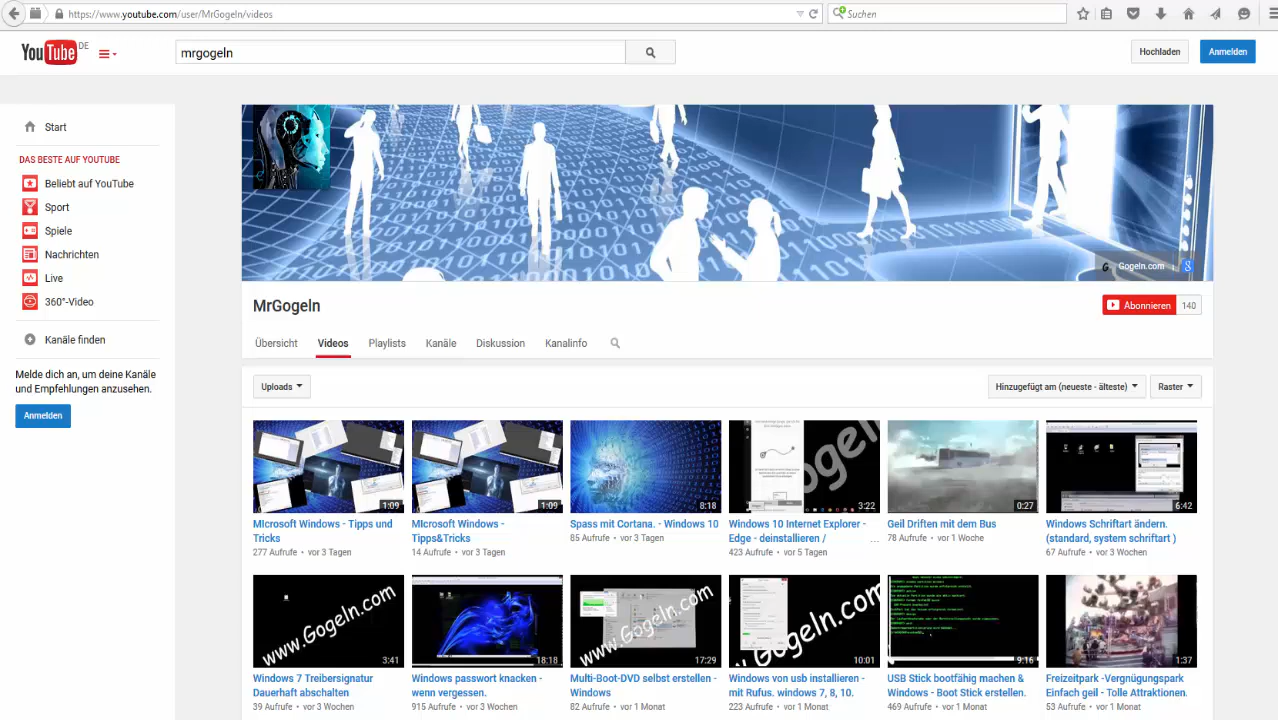 https://www.youtube.com/user/MrGogeln/videos
Suchen
YouTube DE
mrgogeln
Hochladen
Anmelden
Start
DAS BESTE AUF YOUTUBE
Beliebt auf YouTube
Sport
Spiele
Nachrichten
Live
360°-Video
Kanäle finden
Melde dich an, um deine Kanäle
und Empfehlungen anzusehen.
Anmelden
Gogeln.com
MrGogeln
Abonnieren 140
Übersicht Videos Playlists Kanäle Diskussion Kanalinfo
Uploads
Hinzugefügt am (neueste - älteste)
Raster
1:09
1:09
8:18
Gogeln
3:22
0:27
6:42
MIcrosoft Windows - Tipps und
Tricks
277 Aufrufe • vor 3 Tagen
MIcrosoft Windows -
Tipps&Tricks
14 Aufrufe • vor 3 Tagen
Spass mit Cortana. - Windows 10
85 Aufrufe • vor 3 Tagen
Windows 10 Internet Explorer -
Edge - deinstallieren / ...
423 Aufrufe • vor 5 Tagen
Geil Driften mit dem Bus
78 Aufrufe • vor 1 Woche
Windows Schriftart ändern.
(standard, system schriftart )
67 Aufrufe • vor 3 Wochen
www.Gogeln.com
3:41
18:18
www.Gogeln.com
17:29
w.Gogeln.com
10:01
9:16
1:37
Windows 7 Treibersignatur
Dauerhaft abschalten
39 Aufrufe • vor 3 Wochen
Windows passwort knacken -
wenn vergessen.
915 Aufrufe • vor 3 Wochen
Multi-Boot-DVD selbst erstellen -
Windows
82 Aufrufe • vor 1 Monat
Windows von usb installieren -
mit Rufus. windows 7, 8, 10.
223 Aufrufe • vor 1 Monat
USB Stick bootfähig machen &
Windows - Boot Stick erstellen.
469 Aufrufe • vor 1 Monat
Freizeitpark -Vergnügungspark
Einfach geil - Tolle Attraktionen.
53 Aufrufe • vor 1 Monat